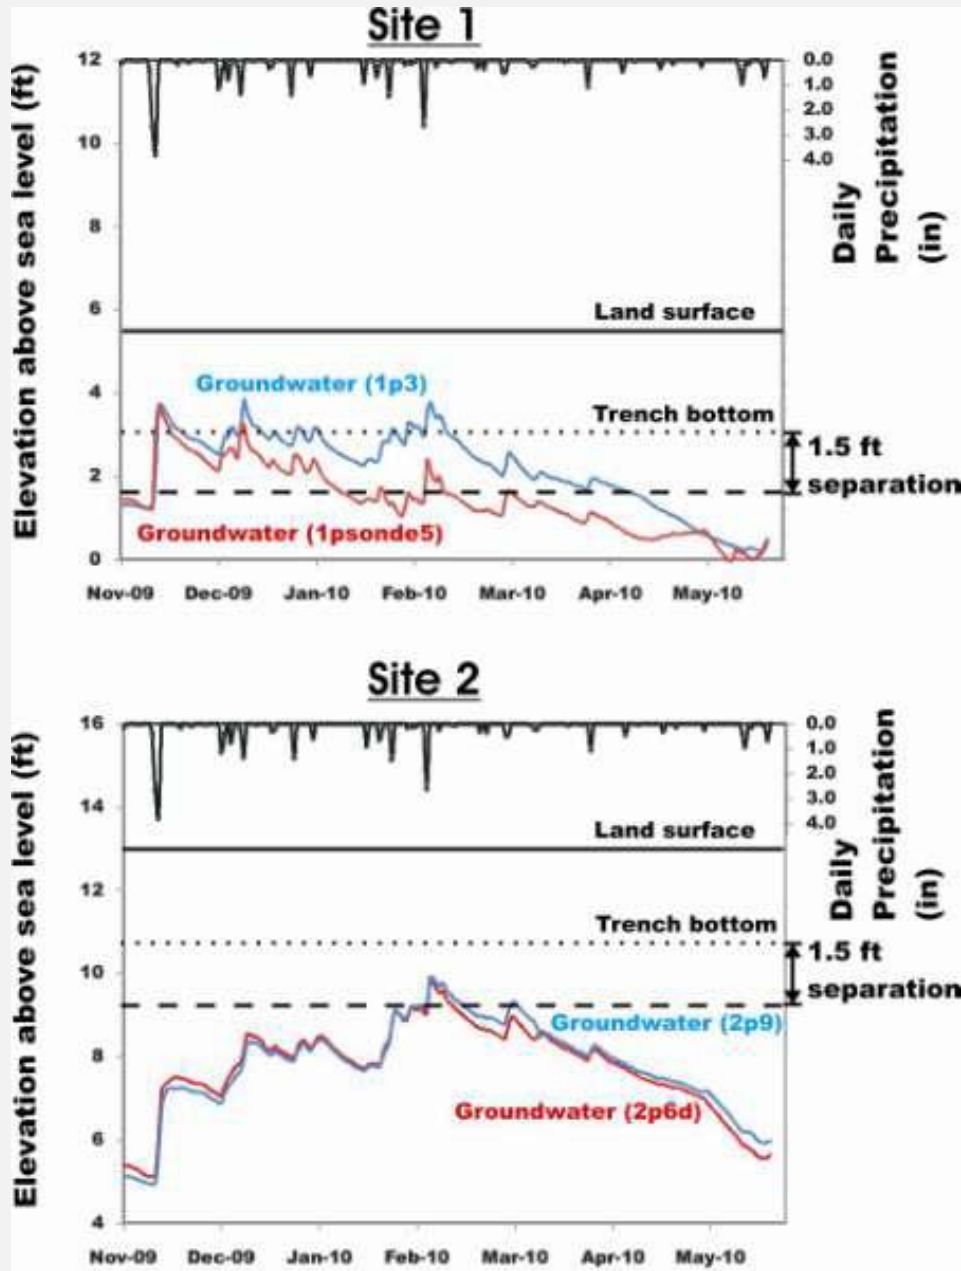 Site 1
Elevation above sea level (ft)
12
10
8
6
4
2
0
0.0
1.0
2.0
3.0
4.0
Daily
Precipitation
(in)
Land surface
Groundwater (1p3)
Trench bottom
1.5 ft
separation
Groundwater (1psonde5)
Nov-09 Dec-09 Jan-10 Feb-10 Mar-10 Apr-10 May-10
Site 2
Elevation above sea level (ft)
16
14
12
10
8
6
4
0.0
1.0
2.0
3.0
4.0
Daily
Precipitation
(in)
Land surface
Trench bottom
1.5 ft
separation
Groundwater (2p9)
Groundwater (2p6d)
Nov-09 Dec-09 Jan-10 Feb-10 Mar-10 Apr-10 May-10